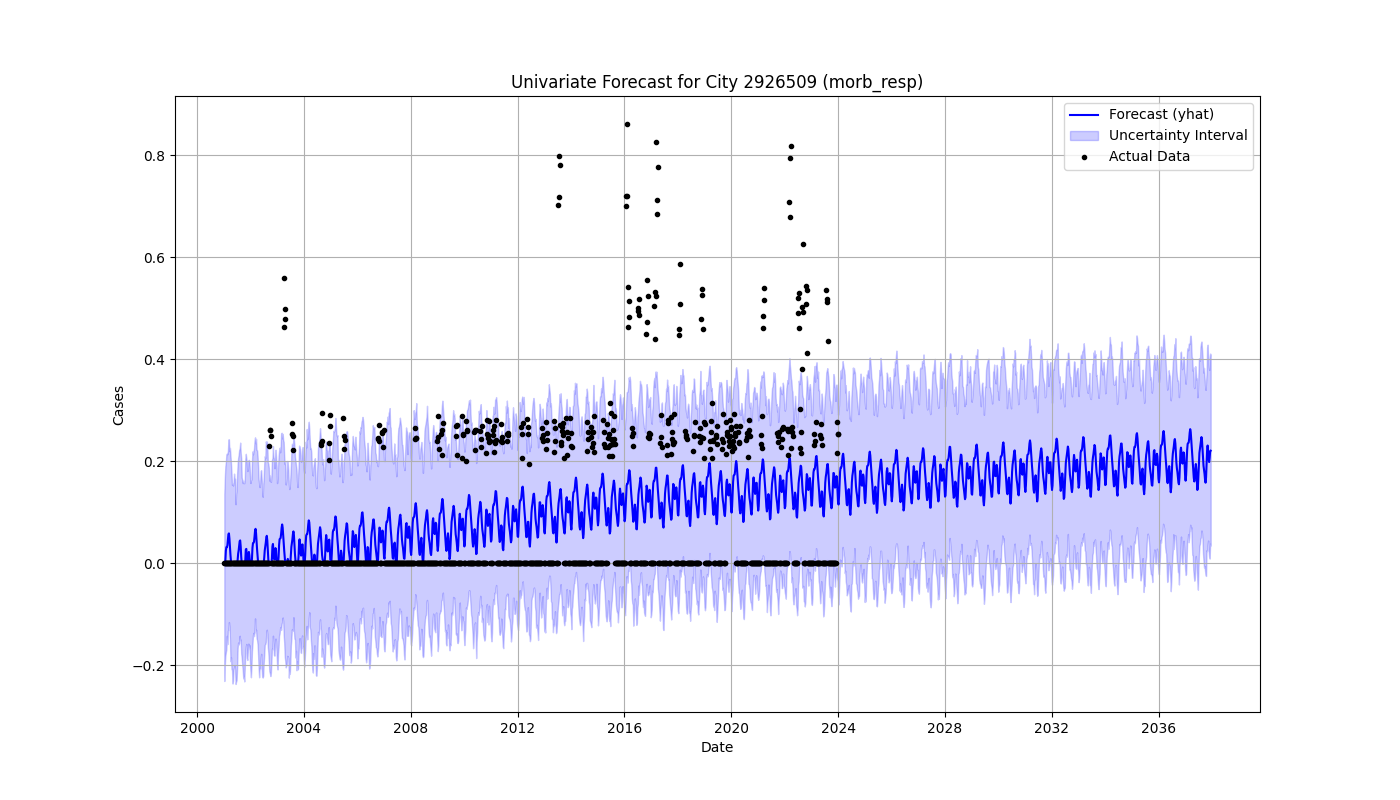 Univariate Forecast for City 2926509 (morb_resp)
Forecast (yhat)
Uncertainty Interval
Actual Data
Cases
0.8
0.6
0.4
0.2
0.0
−0.2
2000
2004
2008
2012
2016
2020
2024
2028
2032
2036
Date